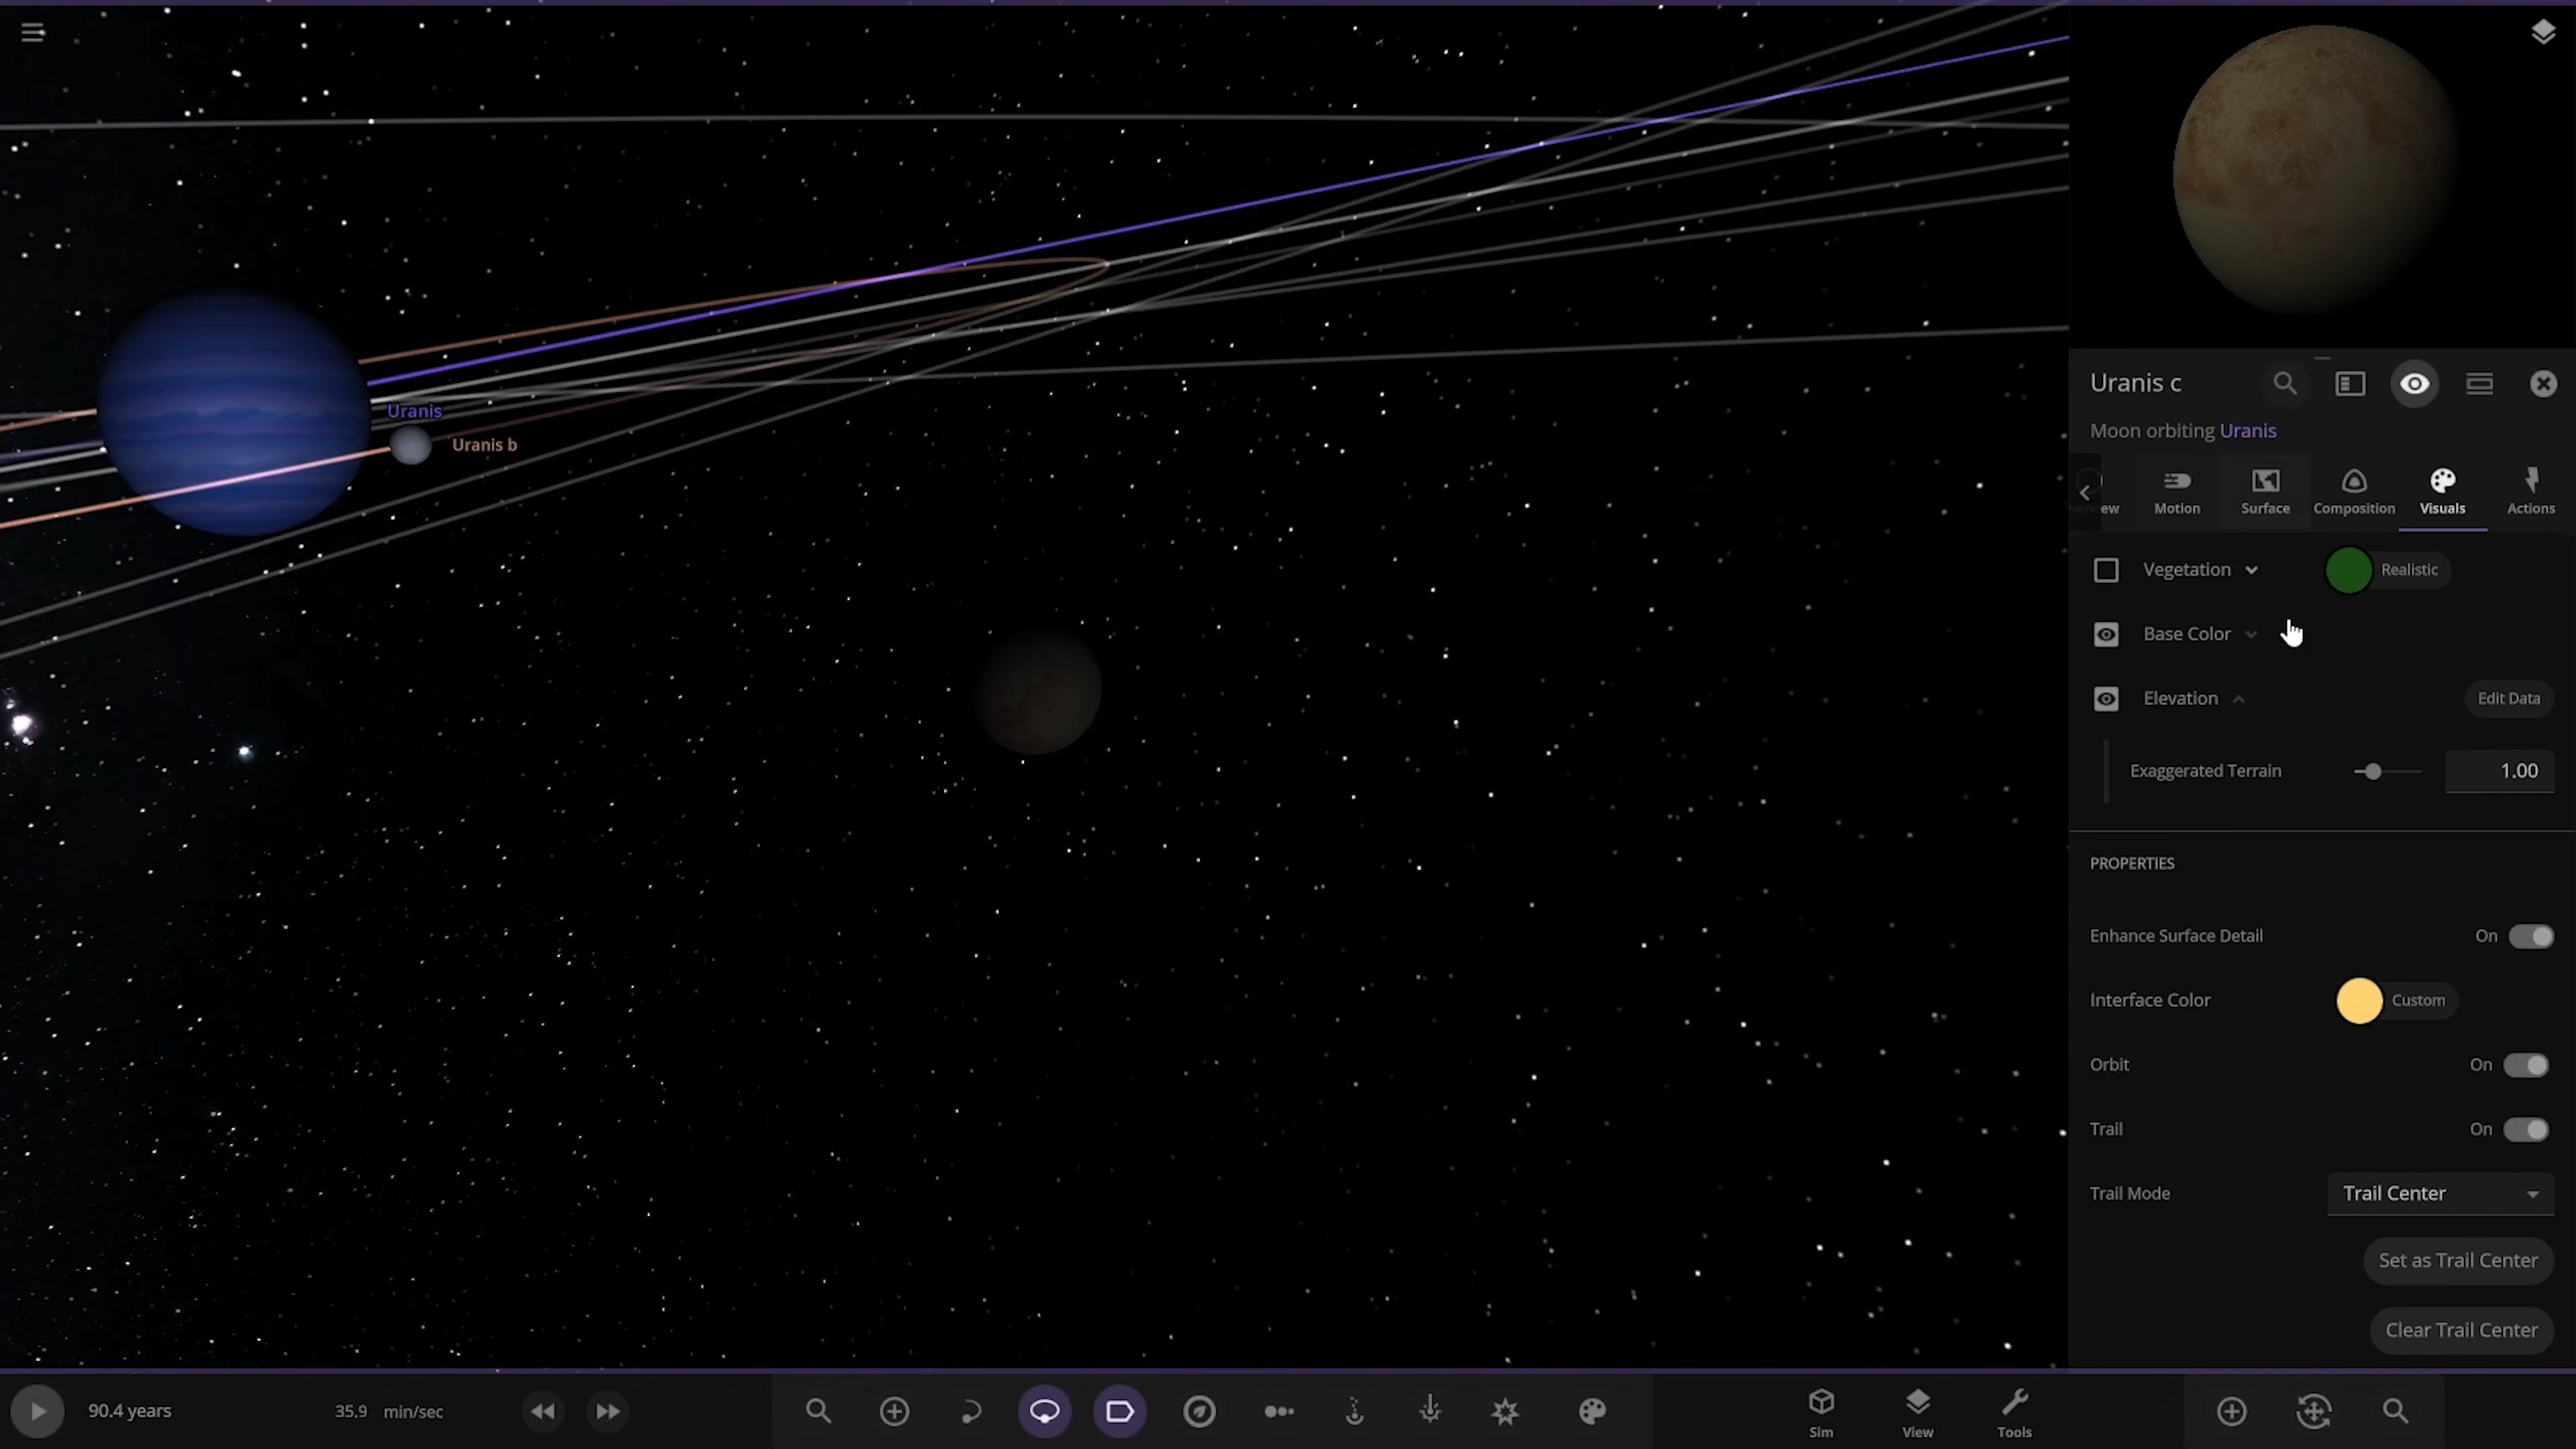 Uranis
Uranis b
Uranis c
Moon orbiting Uranis
Motion
Surface
Composition
Visuals
Actions
Vegetation
Realistic
Base Color
Elevation
Edit Data
Exaggerated Terrain
1.00
PROPERTIES
Enhance Surface Detail
On
Interface Color
Custom
Orbit
On
Trail
On
Trail Mode
Trail Center
Set as Trail Center
Clear Trail Center
90.4 years
35.9 min/sec
Sim
View
Tools